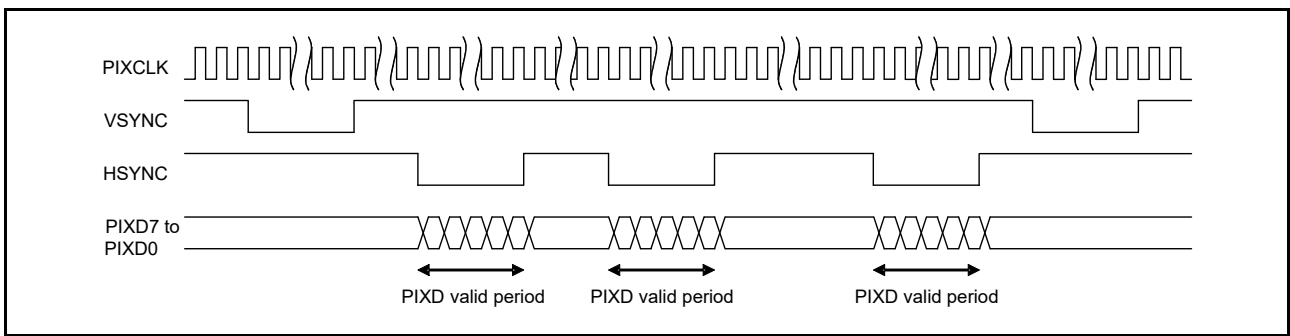 PIXCLK
VSYNC
HSYNC
PIXD7 to
PIXD0
PIXD valid period
PIXD valid period
PIXD valid period